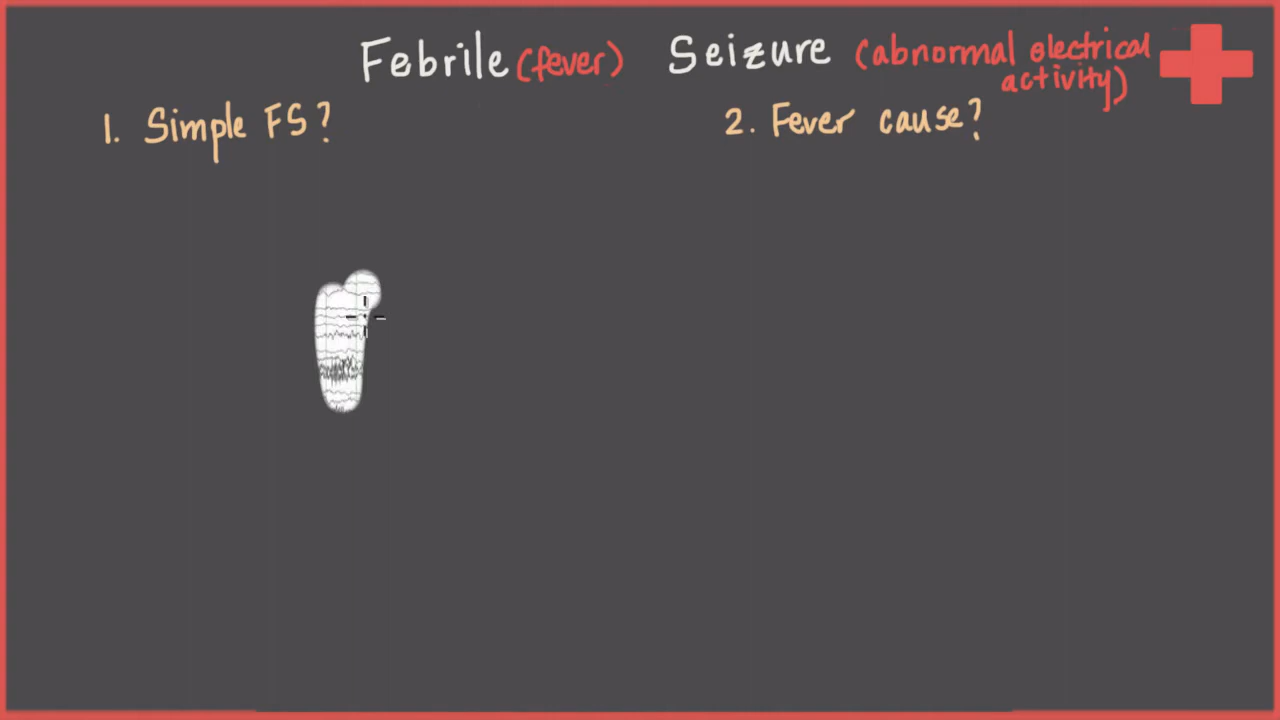 Febrile (fever) Seizure (abnormal electrical
activity)
1. Simple FS?
2. Fever cause?